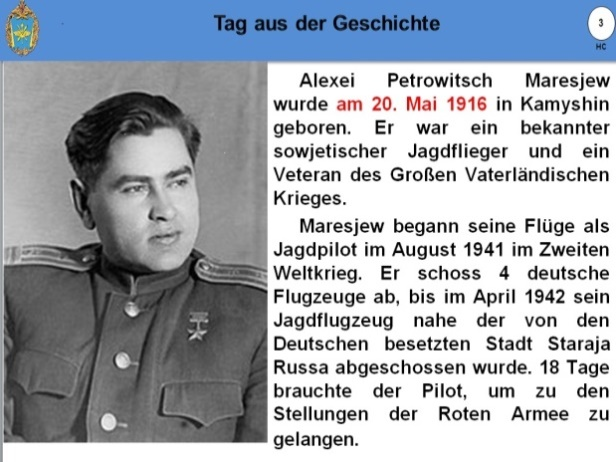 Tag aus der Geschichte
3
НС
Alexei Petrowitsch Maresjew
wurde am 20. Mai 1916 in Kamyshin
geboren. Er war ein bekannter
sowjetischer Jagdflieger und ein
Veteran des Großen Vaterländischen
Krieges.
Maresjew begann seine Flüge als
Jagdpilot im August 1941 im Zweiten
Weltkrieg. Er schoss 4 deutsche
Flugzeuge ab, bis im April 1942 sein
Jagdflugzeug nahe der von den
Deutschen besetzten Stadt Staraja
Russa abgeschossen wurde. 18 Tage
brauchte der Pilot, um zu den
Stellungen der Roten Armee zu
gelangen.